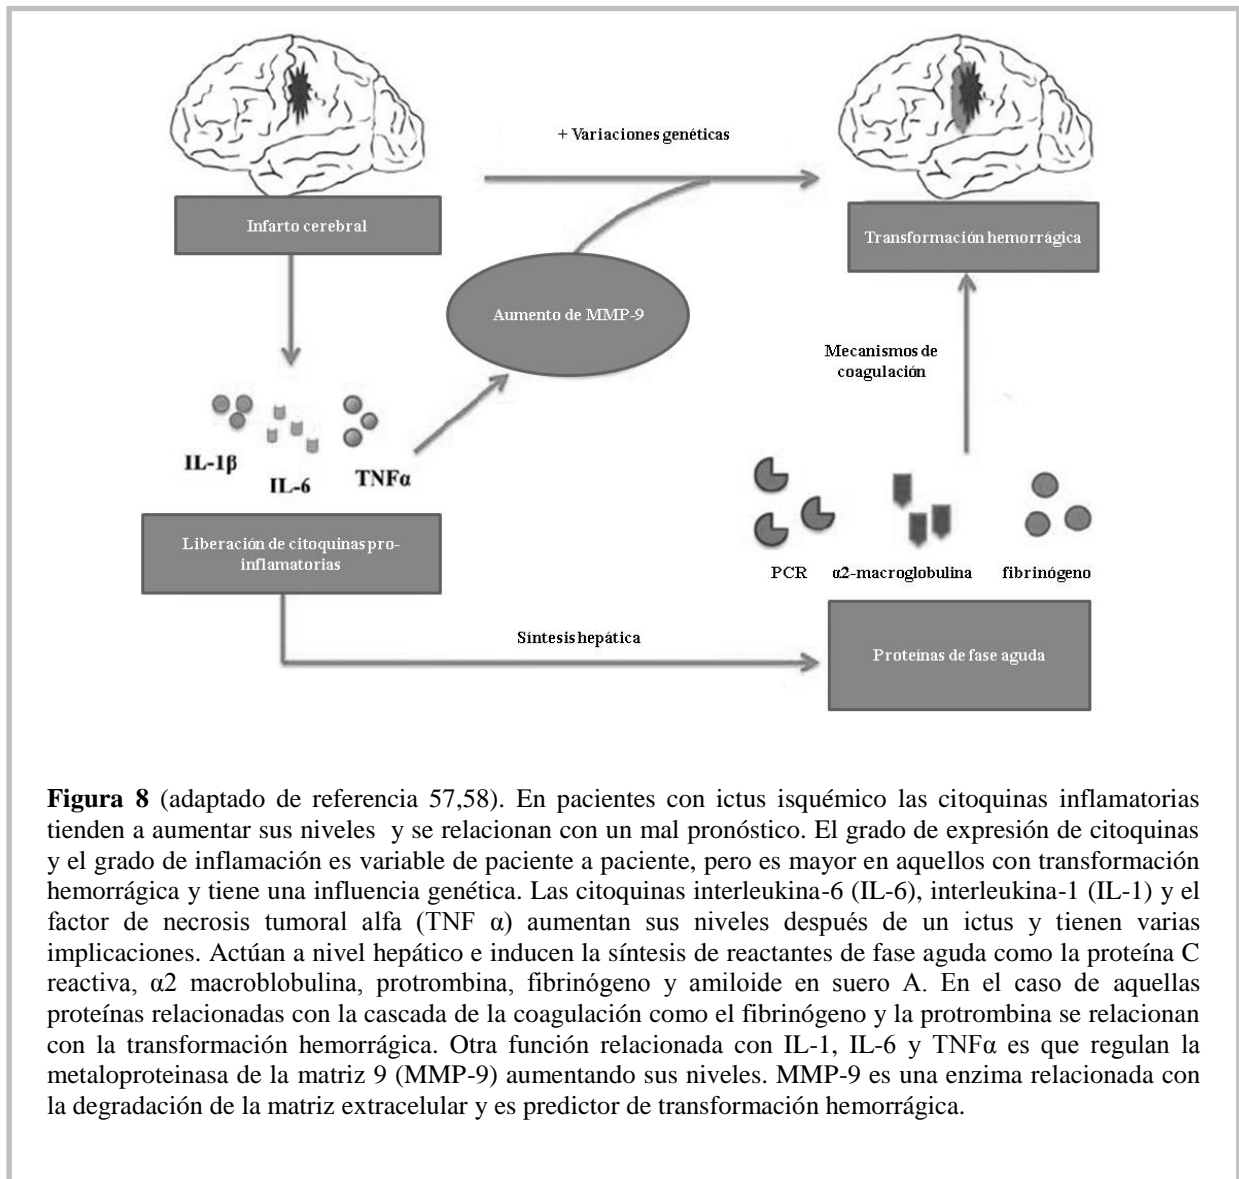 + Variaciones genéticas
Infarto cerebral
Transformación hemorrágica
Aumento de MMP-9
Mecanismos de
coagulación
IL-1β
IL-6
TNFα
Liberación de citoquinas pro-
inflamatorias
PCR
α2-macroglobulina
fibrinógeno
Síntesis hepática
Proteínas de fase aguda
Figura 8 (adaptado de referencia 57,58). En pacientes con ictus isquémico las citoquinas inflamatorias
tienden a aumentar sus niveles y se relacionan con un mal pronóstico. El grado de expresión de citoquinas
y el grado de inflamación es variable de paciente a paciente, pero es mayor en aquellos con transformación
hemorrágica y tiene una influencia genética. Las citoquinas interleukina-6 (IL-6), interleukina-1 (IL-1) y el
factor de necrosis tumoral alfa (TNF α) aumentan sus niveles después de un ictus y tienen varias
implicaciones. Actúan a nivel hepático e inducen la síntesis de reactantes de fase aguda como la proteína C
reactiva, α2 macroblobulina, protrombina, fibrinógeno y amiloide en suero A. En el caso de aquellas
proteínas relacionadas con la cascada de la coagulación como el fibrinógeno y la protrombina se relacionan
con la transformación hemorrágica. Otra función relacionada con IL-1, IL-6 y TNFα es que regulan la
metaloproteinasa de la matriz 9 (MMP-9) aumentando sus niveles. MMP-9 es una enzima relacionada con
la degradación de la matriz extracelular y es predictor de transformación hemorrágica.